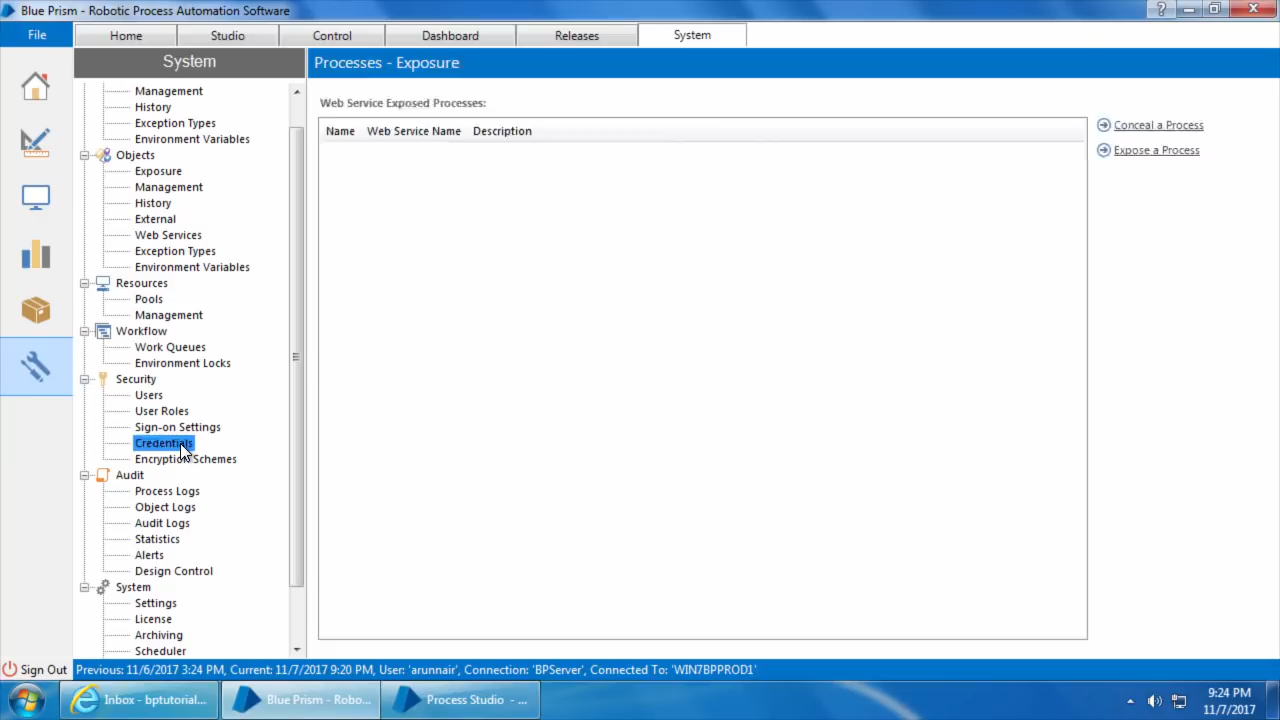 Blue Prism - Robotic Process Automation Software
File
Home
Studio
Control
Dashboard
Releases
System
System
Processes - Exposure
Management
History
Exception Types
Environment Variables
Objects
Exposure
Management
History
External
Web Services
Exception Types
Environment Variables
Resources
Pools
Management
Workflow
Work Queues
Environment Locks
Security
Users
User Roles
Sign-on Settings
Credentials
Encryption Schemes
Audit
Process Logs
Object Logs
Audit Logs
Statistics
Alerts
Design Control
System
Settings
License
Archiving
Scheduler
Web Service Exposed Processes:
Name Web Service Name Description
Conceal a Process
Expose a Process
Sign Out
Previous: 11/6/2017 3:24 PM, Current: 11/7/2017 9:20 PM, User: 'arunnair', Connection: 'BPServer', Connected To: 'WIN7BPPROD1'
Inbox - bptutorial...
Blue Prism - Robo...
Process Studio - ...
9:24 PM
11/7/2017